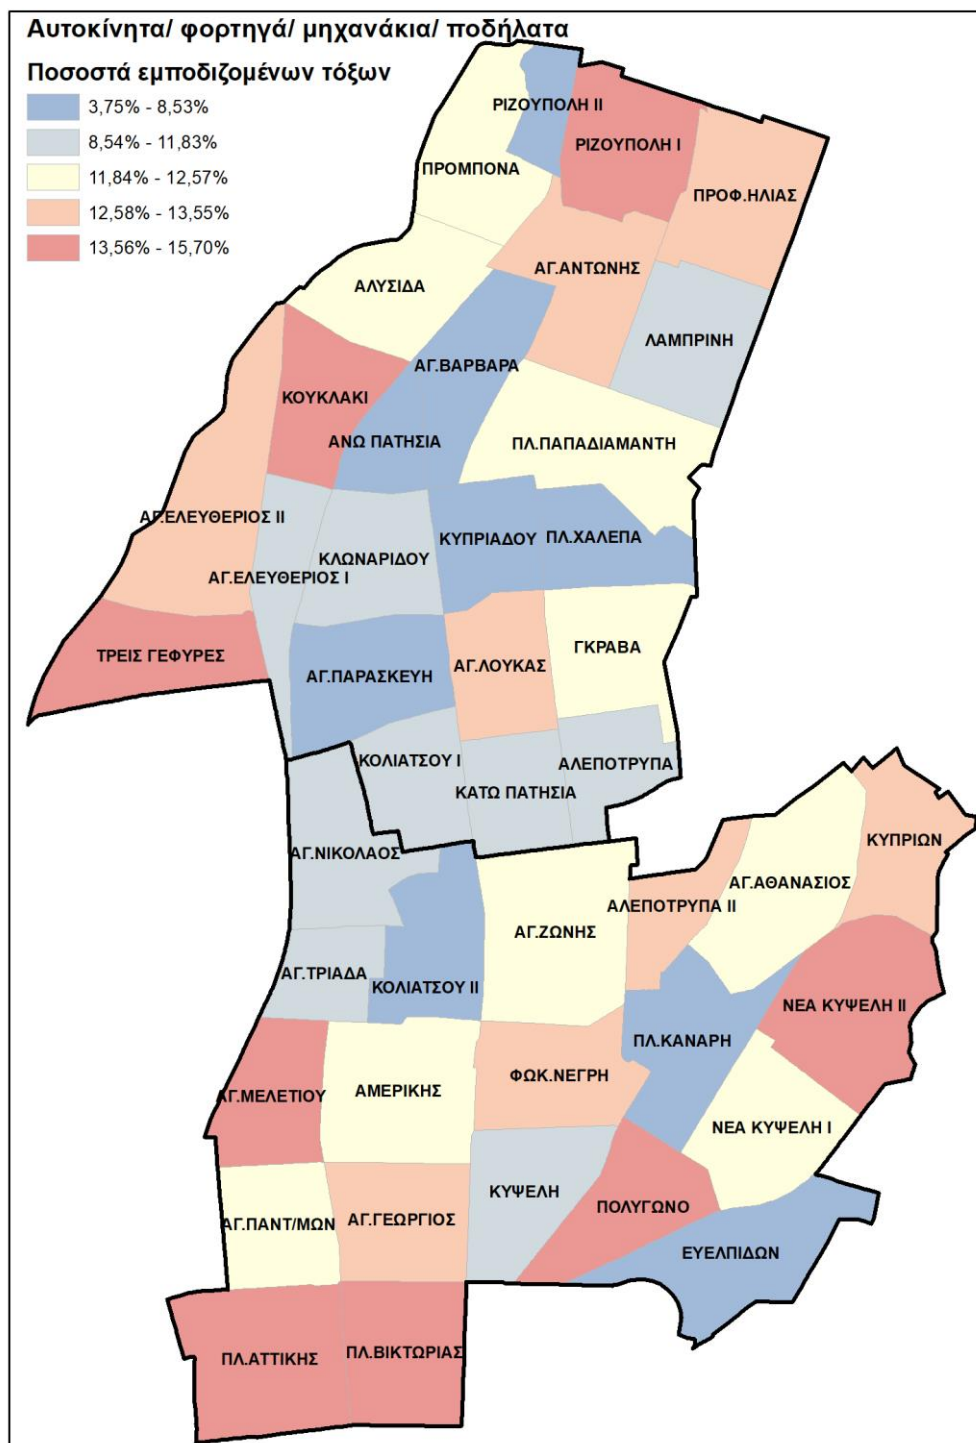 Αυτοκίνητα/ φορτηγά/ μηχανάκια/ ποδήλατα
Ποσοστά εμποδιζομένων τόξων
3,75% - 8,53%
8,54% - 11,83%
11,84% - 12,57%
12,58% - 13,55%
13,56% - 15,70%
ΡΙΖΟΥΠΟΛΗ ΙΙ
ΡΙΖΟΥΠΟΛΗ Ι
ΠΡΟΜΠΟΝΑ
ΠΡΟΦ.ΗΛΙΑΣ
ΑΓ.ΑΝΤΩΝΗΣ
ΑΛΥΣΙΔΑ
ΛΑΜΠΡΙΝΗ
ΑΓ.ΒΑΡΒΑΡΑ
ΚΟΥΚΛΑΚΙ
ΑΝΩ ΠΑΤΗΣΙΑ
ΠΛ.ΠΑΠΑΔΙΑΜΑΝΤΗ
ΑΓ.ΕΛΕΥΘΕΡΙΟΣ ΙΙ
ΚΥΠΡΙΑΔΟΥ
ΠΛ.ΧΑΛΕΠΑ
ΚΛΩΝΑΡΙΔΟΥ
ΑΓ.ΕΛΕΥΘΕΡΙΟΣ Ι
ΤΡΕΙΣ ΓΕΦΥΡΕΣ
ΓΚΡΑΒΑ
ΑΓ.ΛΟΥΚΑΣ
ΑΓ.ΠΑΡΑΣΚΕΥΗ
ΚΟΛΙΑΤΣΟΥ Ι
ΑΛΕΠΟΤΡΥΠΑ
ΚΑΤΩ ΠΑΤΗΣΙΑ
ΚΥΠΡΙΩΝ
ΑΓ.ΝΙΚΟΛΑΟΣ
ΑΓ.ΑΘΑΝΑΣΙΟΣ
ΑΛΕΠΟΤΡΥΠΑ ΙΙ
ΑΓ.ΖΩΝΗΣ
ΑΓ.ΤΡΙΑΔΑ
ΚΟΛΙΑΤΣΟΥ ΙΙ
ΝΕΑ ΚΥΨΕΛΗ ΙΙ
ΠΛ.ΚΑΝΑΡΗ
ΦΩΚ.ΝΕΓΡΗ
ΑΓ.ΜΕΛΕΤΙΟΥ
ΑΜΕΡΙΚΗΣ
ΝΕΑ ΚΥΨΕΛΗ Ι
ΚΥΨΕΛΗ
ΠΟΛΥΓΩΝΟ
ΑΓ.ΠΑΝΤ/ΜΩΝ
ΑΓ.ΓΕΩΡΓΙΟΣ
ΕΥΕΛΠΙΔΩΝ
ΠΛ.ΑΤΤΙΚΗΣ
ΠΛ.ΒΙΚΤΩΡΙΑΣ